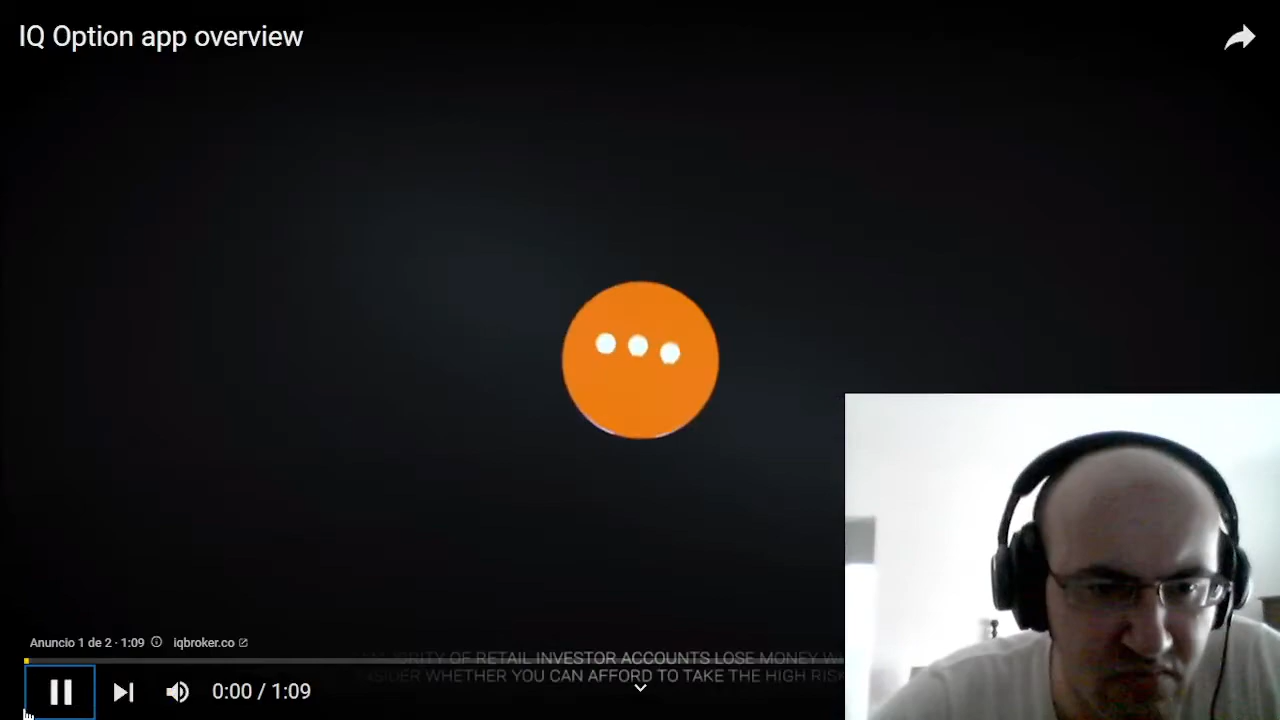 IQ Option app overview
Anuncio 1 de 2 · 1:09 iqbroker.co
OF RETAIL INVESTOR ACCOUNTS LOSE MONEY
WHETHER YOU CAN AFFORD TO TAKE THE HIGH
0:00 / 1:09